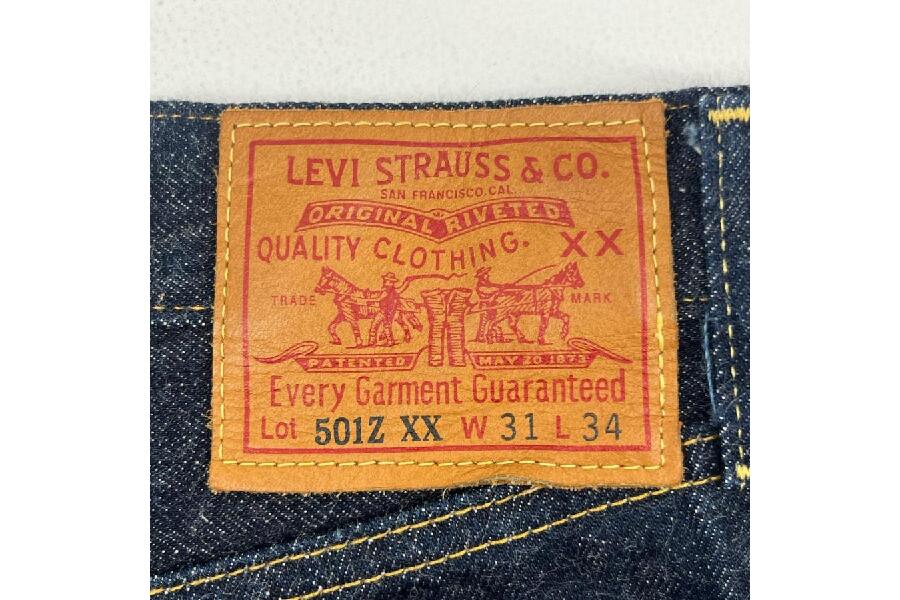 LEVI STRAUSS & CO.
SAN FRANCISCO, CAL.
ORIGINAL RIVETED
QUALITY CLOTHING. XX
TRADE MARK
PATENTED MAY 20 1873
Every Garment Guaranteed
Lot 501Z XX W 31 L 34